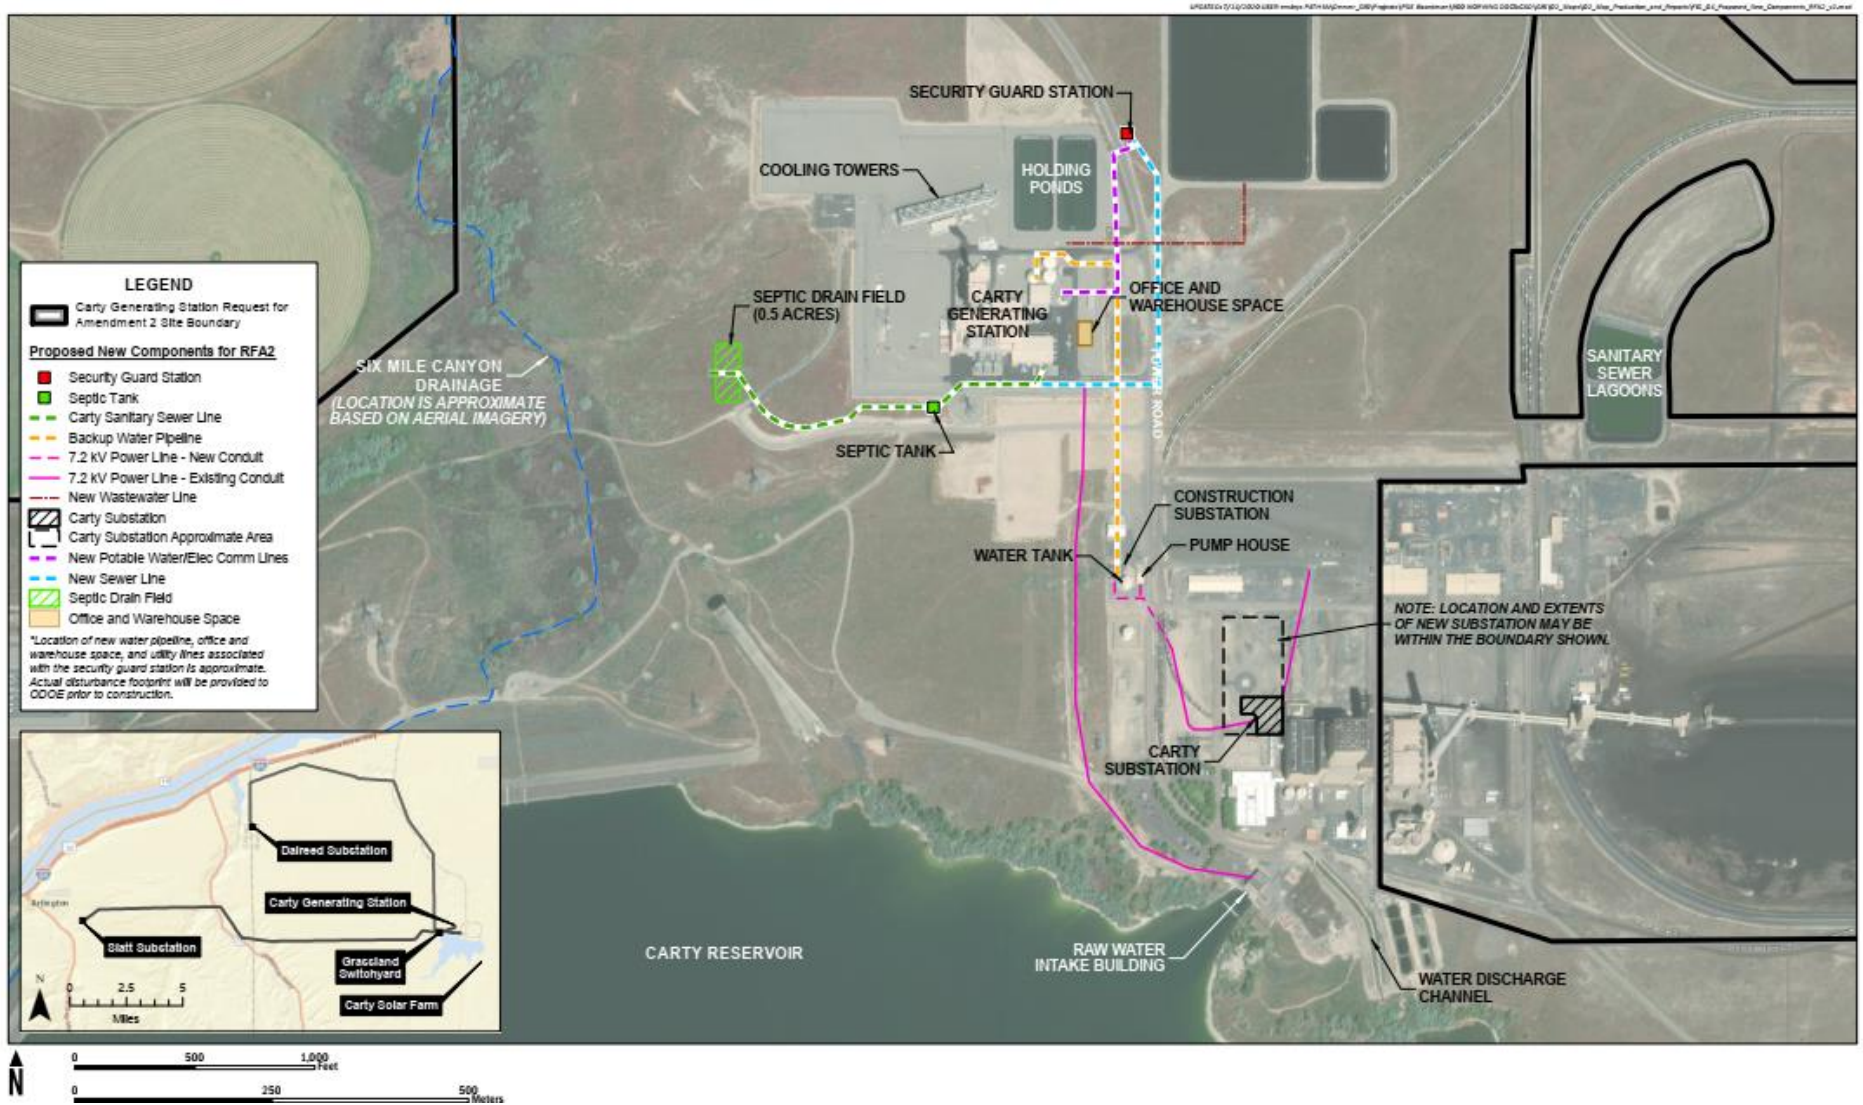 SECURITY GUARD STATION
COOLING TOWERS
HOLDING
PONDS
OFFICE AND
WAREHOUSE SPACE
CARTY
GENERATING
STATION
SEPTIC DRAIN FIELD
(0.5 ACRES)
SIX MILE CANYON
DRAINAGE
(LOCATION IS APPROXIMATE
BASED ON AERIAL IMAGERY)
SEPTIC TANK
TOWER ROAD
SANITARY
SEWER
LAGOONS
CONSTRUCTION
SUBSTATION
WATER TANK
PUMP HOUSE
NOTE: LOCATION AND EXTENTS
OF NEW SUBSTATION MAY BE
WITHIN THE BOUNDARY SHOWN.
CARTY
SUBSTATION
RAW WATER
INTAKE BUILDING
CARTY RESERVOIR
WATER DISCHARGE
CHANNEL
LEGEND
Carty Generating Station Request for
Amendment 2 Site Boundary
Proposed New Components for RFA2
Security Guard Station
Septic Tank
Carty Sanitary Sewer Line
Backup Water Pipeline
7.2 kV Power Line - New Conduit
7.2 kV Power Line - Existing Conduit
New Wastewater Line
Carty Substation
Carty Substation Approximate Area
New Potable Water/Elec Comm Lines
New Sewer Line
Septic Drain Field
Office and Warehouse Space
*Location of new water pipeline, office and
warehouse space, and utility lines associated
with the security guard station is approximate.
Actual disturbance footprint will be provided to
ODOE prior to construction.
Dalreed Substation
Carty Generating Station
Arlington
Slatt Substation
Grassland
Switchyard
Carty Solar Farm
N
0 2.5 5
Miles
N
0 500 1,000
Feet
0 250 500
Meters